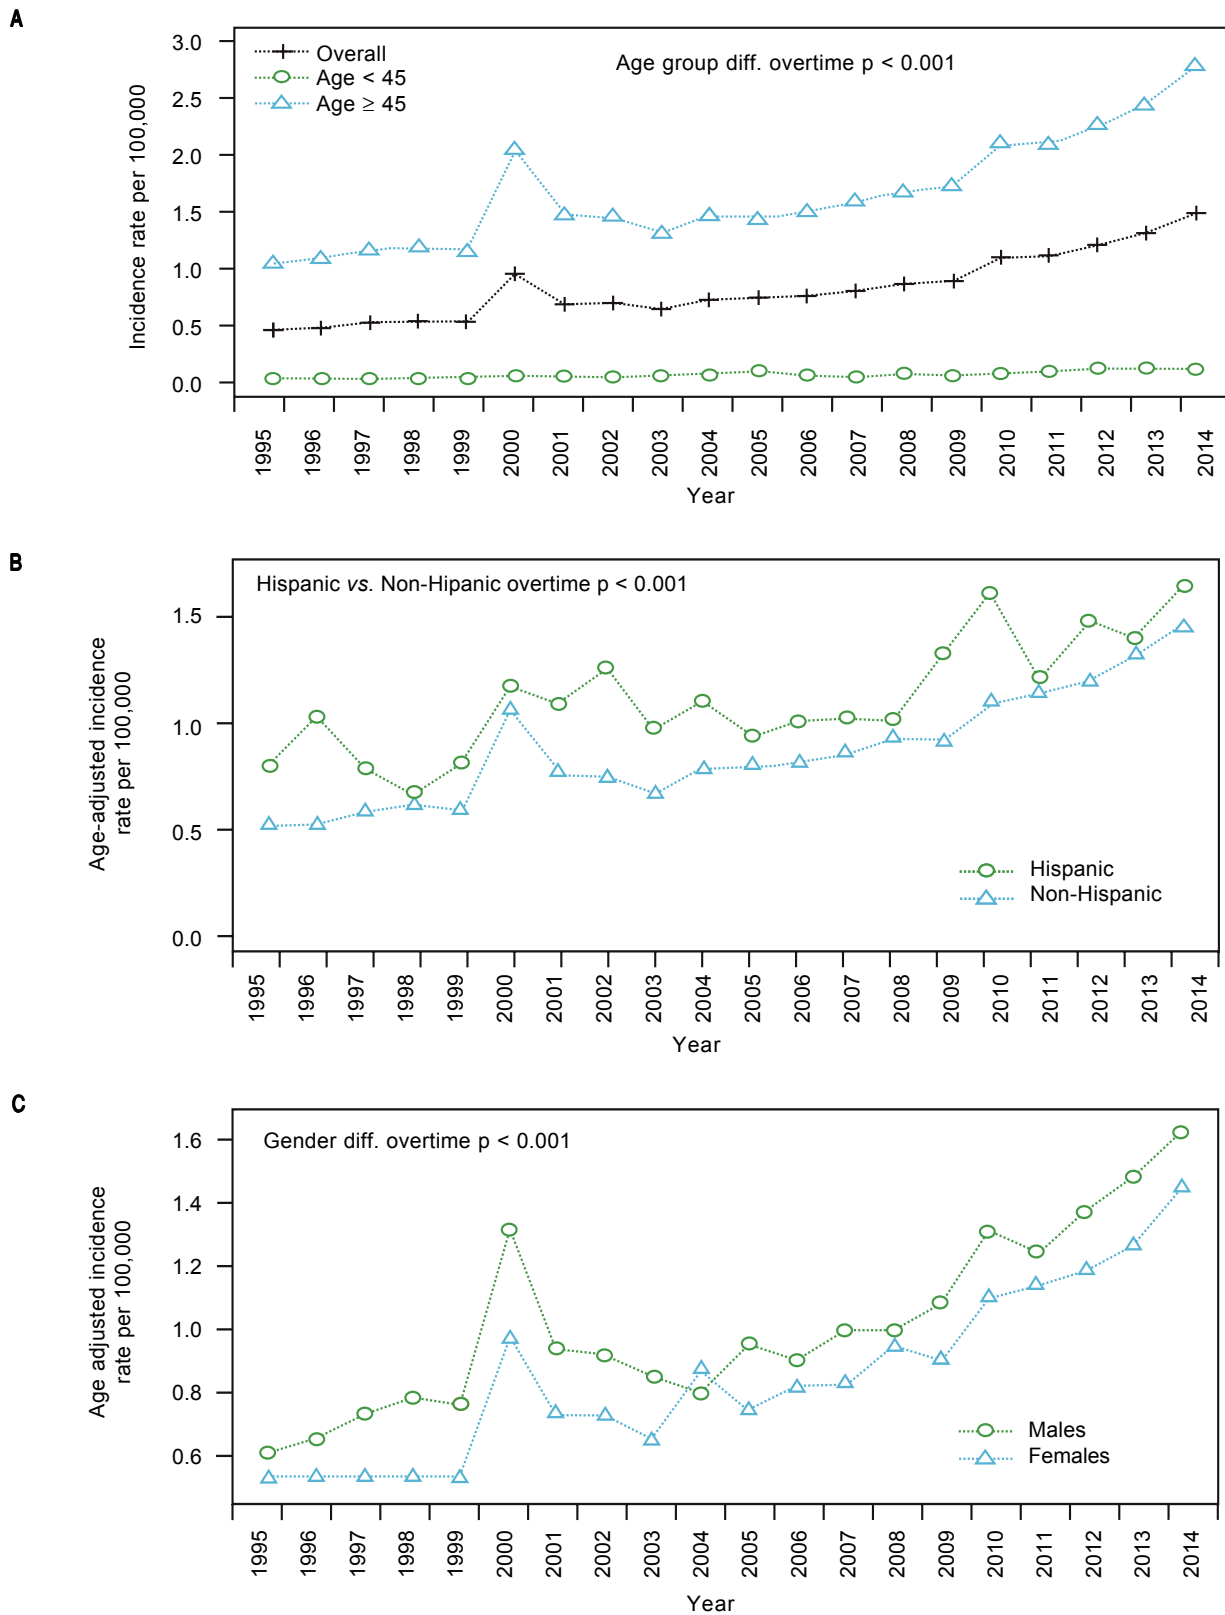 A
Incidence rate per 100,000
3.0
2.5
2.0
1.5
1.0
0.5
0.0
Overall
Age < 45
Age ≥ 45
Age group diff. overtime p < 0.001
1995 1996 1997 1998 1999 2000 2001 2002 2003 2004 2005 2006 2007 2008 2009 2010 2011 2012 2013 2014
Year
B
Age-adjusted incidence
rate per 100,000
1.5
1.0
0.5
0.0
Hispanic vs. Non-Hipanic overtime p < 0.001
Hispanic
Non-Hispanic
1995 1996 1997 1998 1999 2000 2001 2002 2003 2004 2005 2006 2007 2008 2009 2010 2011 2012 2013 2014
Year
C
Age adjusted incidence
rate per 100,000
1.6
1.4
1.2
1.0
0.8
0.6
Gender diff. overtime p < 0.001
Males
Females
1995 1996 1997 1998 1999 2000 2001 2002 2003 2004 2005 2006 2007 2008 2009 2010 2011 2012 2013 2014
Year